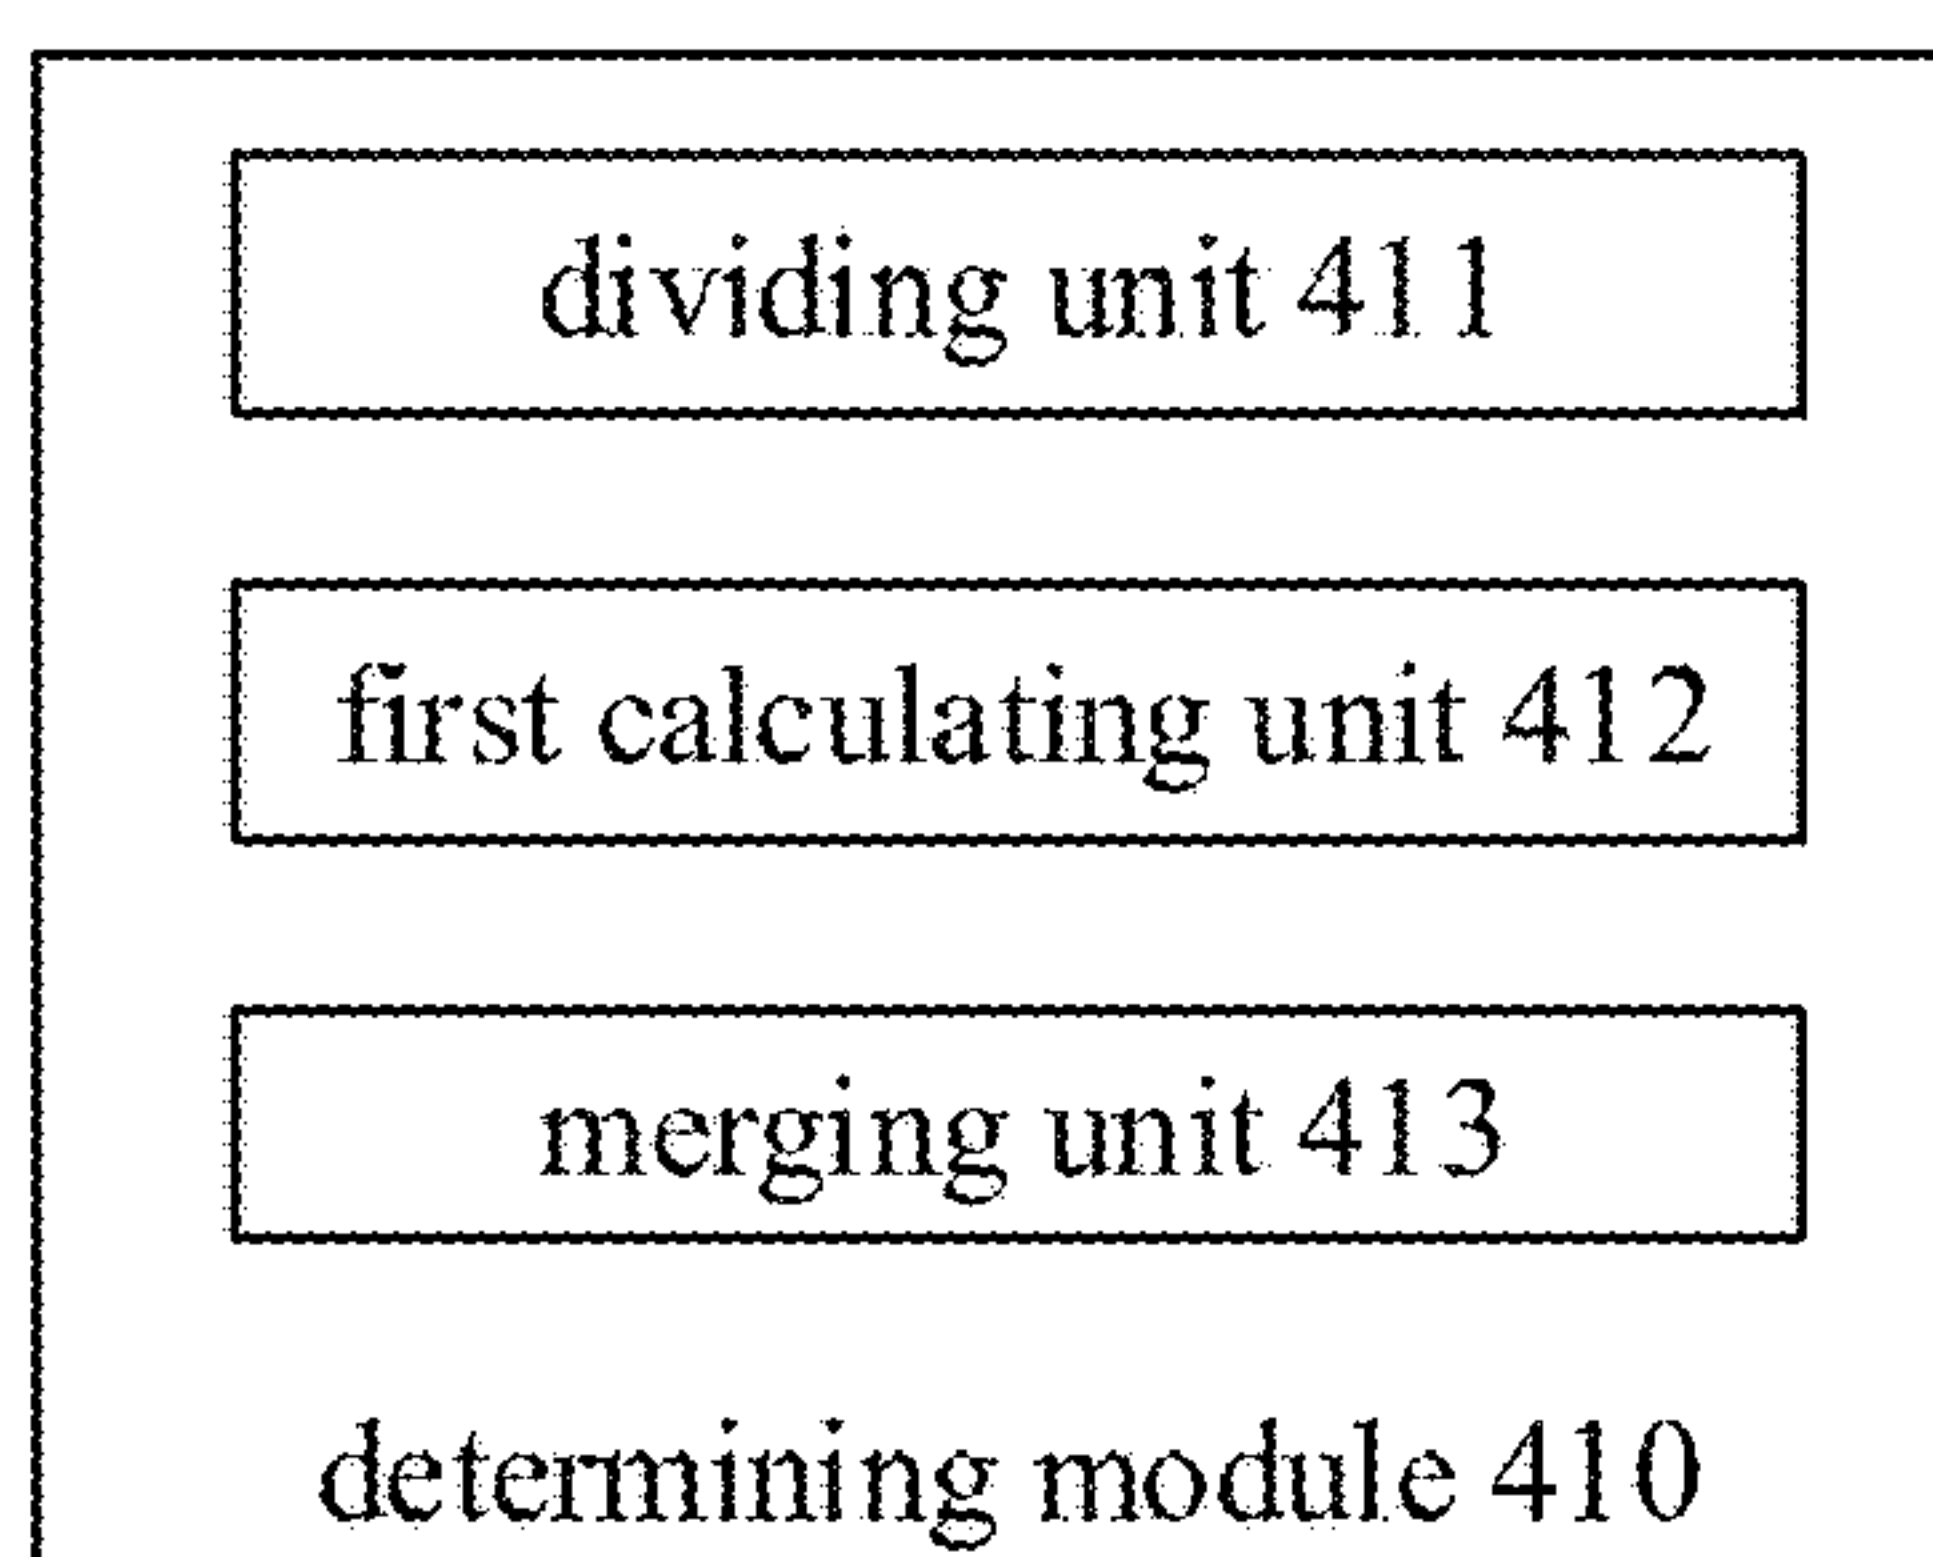 dividing unit 411
first calculating unit 412
merging unit 413
determining module 410